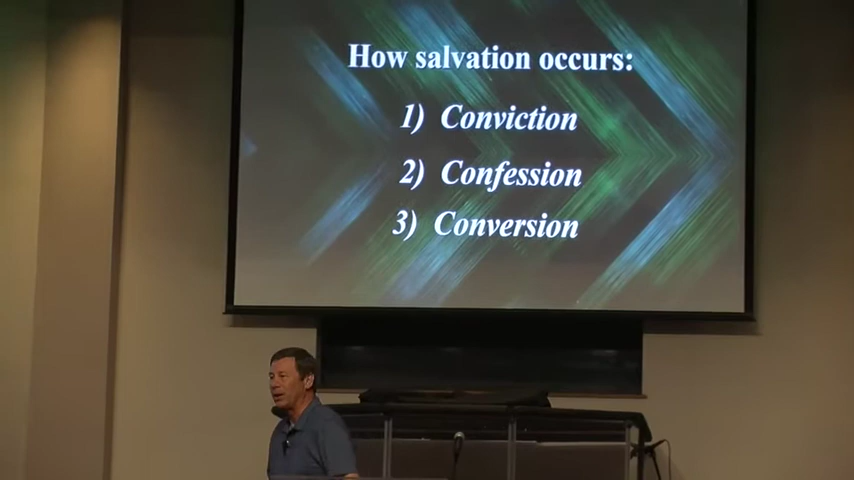 How salvation occurs:
1) Conviction
2) Confession
3) Conversion